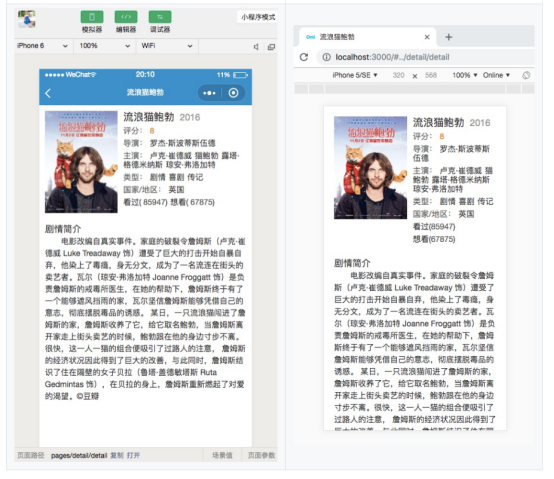 小程序模式
模拟器 编辑器 调试器
iPhone 6 100% WiFi
WeChat 20:10 11%
流浪猫鲍勃
流浪猫鲍勃
流浪猫鲍勃 2016
评分: 8
导演: 罗杰·斯波蒂斯伍德
主演: 卢克·崔德威 猫鲍勃 露塔·
格德米纳斯 琼安·弗洛加特
类型: 剧情 喜剧 传记
国家/地区: 英国
看过( 85947) 想看(67878)
剧情简介
电影改编自真实事件。家庭的破裂令詹姆斯（卢克·崔
德威 Luke Treadaway 饰）遭受了巨大的打击开始自暴自
弃，他染上了毒瘾，身无分文，成为了一名流连在街头的
卖艺者。瓦尔（琼安·弗洛加特 Joanne Froggatt 饰）是负
责詹姆斯的戒毒所医生，在她的帮助下，詹姆斯终于有了
一个能够遮风挡雨的家，瓦尔坚信詹姆斯能够凭借自己的
意志，彻底摆脱毒品的诱惑。 某日，一只流浪猫闯进了詹
姆斯的家，詹姆斯收养了它，给它取名鲍勃，当詹姆斯离
开家走上街头卖艺的时候，鲍勃跟在他的身边寸步不离。
很快，这一人一猫的组合便吸引了过路人的注意， 詹姆斯
的经济状况因此得到了巨大的改善，与此同时，詹姆斯结
识了住在隔壁的女子贝拉（鲁塔·盖德敏塔斯 Ruta
Gedmintas 饰），在贝拉的身上，詹姆斯重新燃起了对爱
的渴望。©豆瓣
页面路径 pages/detail/detail 复制 打开 场景值 页面参数
流浪猫鲍勃
localhost:3000/#../detail/detail
iPhone 5/SE 320 × 568 100% Online
流浪猫鲍勃
流浪猫鲍勃 2016
评分: 8
导演: 罗杰·斯波蒂斯
伍德
主演: 卢克·崔德威 猫
鲍勃 露塔·格德米纳斯
琼安·弗洛加特
类型: 剧情 喜剧 传记
国家/地区: 英国
看过(85947)
想看(67875)
剧情简介
电影改编自真实事件。家庭的破裂令詹姆
斯（卢克·崔德威 Luke Treadaway 饰）遭受了
巨大的打击开始自暴自弃，他染上了毒瘾，身
无分文，成为了一名流连在街头的卖艺者。瓦
尔（琼安·弗洛加特 Joanne Froggatt 饰）是负
责詹姆斯的戒毒所医生，在她的帮助下，詹姆
斯终于有了一个能够遮风挡雨的家，瓦尔坚信
詹姆斯能够凭借自己的意志，彻底摆脱毒品的
诱惑。 某日，一只流浪猫闯进了詹姆斯的家，
詹姆斯收养了它，给它取名鲍勃，当詹姆斯离
开家走上街头卖艺的时候，鲍勃跟在他的身边
寸步不离。很快，这一人一猫的组合便吸引了
过路人的注意， 詹姆斯的经济状况因此得到了